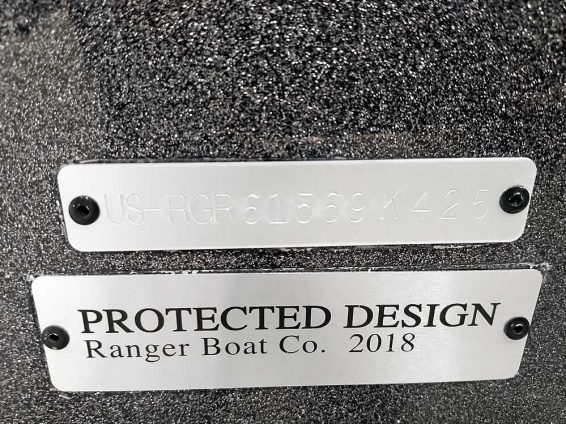 US-RGR61569K425
PROTECTED DESIGN
Ranger Boat Co. 2018